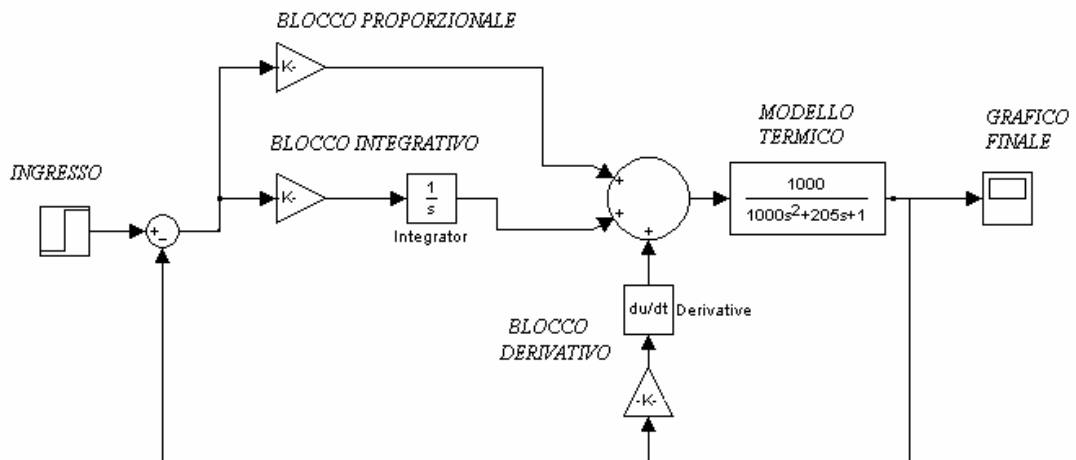 BLOCCO PROPORZIONALE
K-
MODELLO
TERMICO
GRAFICO
FINALE
BLOCCO INTEGRATIVO
INGRESSO
K-
1
s
Integrator
+
-
+
+
+
1000
1000s²+205s+1
du/dt
Derivative
BLOCCO
DERIVATIVO
-K-